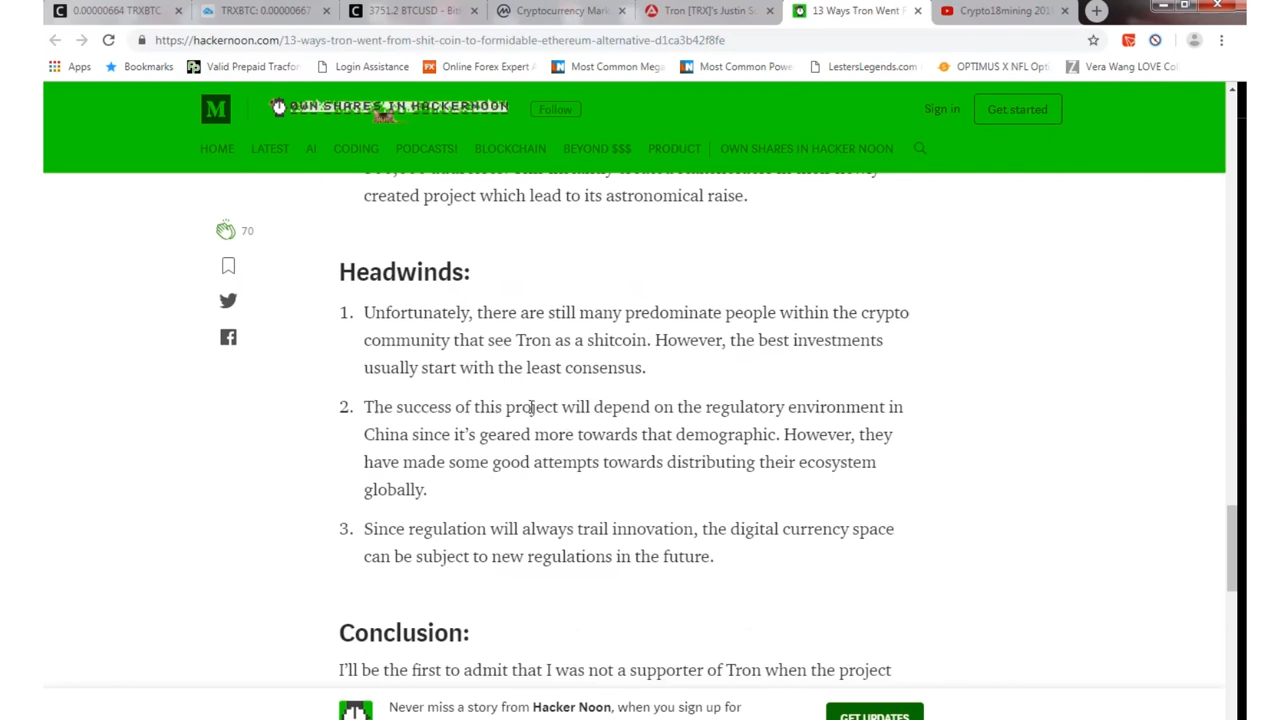 0.00000664 TRXBTC
TRXBTC: 0.00000667
3751.2 BTCUSD - Bit
Cryptocurrency Mark
Tron [TRX]'s Justin S
13 Ways Tron Went F
Crypto18mining 201
https://hackernoon.com/13-ways-tron-went-from-shit-coin-to-formidable-ethereum-alternative-d1ca3b42f8fe
Apps Bookmarks Valid Prepaid Tracfor Login Assistance Online Forex Expert A Most Common Mega Most Common Powe LestersLegends.com OPTIMUS X NFL Opti Vera Wang LOVE Col
M OWN SHARES IN HACKERNOON Follow Sign in Get started
HOME LATEST AI CODING PODCASTS! BLOCKCHAIN BEYOND $$$ PRODUCT OWN SHARES IN HACKER NOON
created project which lead to its astronomical raise.
70
Headwinds:
1. Unfortunately, there are still many predominate people within the crypto
community that see Tron as a shitcoin. However, the best investments
usually start with the least consensus.
2. The success of this project will depend on the regulatory environment in
China since it’s geared more towards that demographic. However, they
have made some good attempts towards distributing their ecosystem
globally.
3. Since regulation will always trail innovation, the digital currency space
can be subject to new regulations in the future.
Conclusion:
I’ll be the first to admit that I was not a supporter of Tron when the project
Never miss a story from Hacker Noon, when you sign up for
GET UPDATES